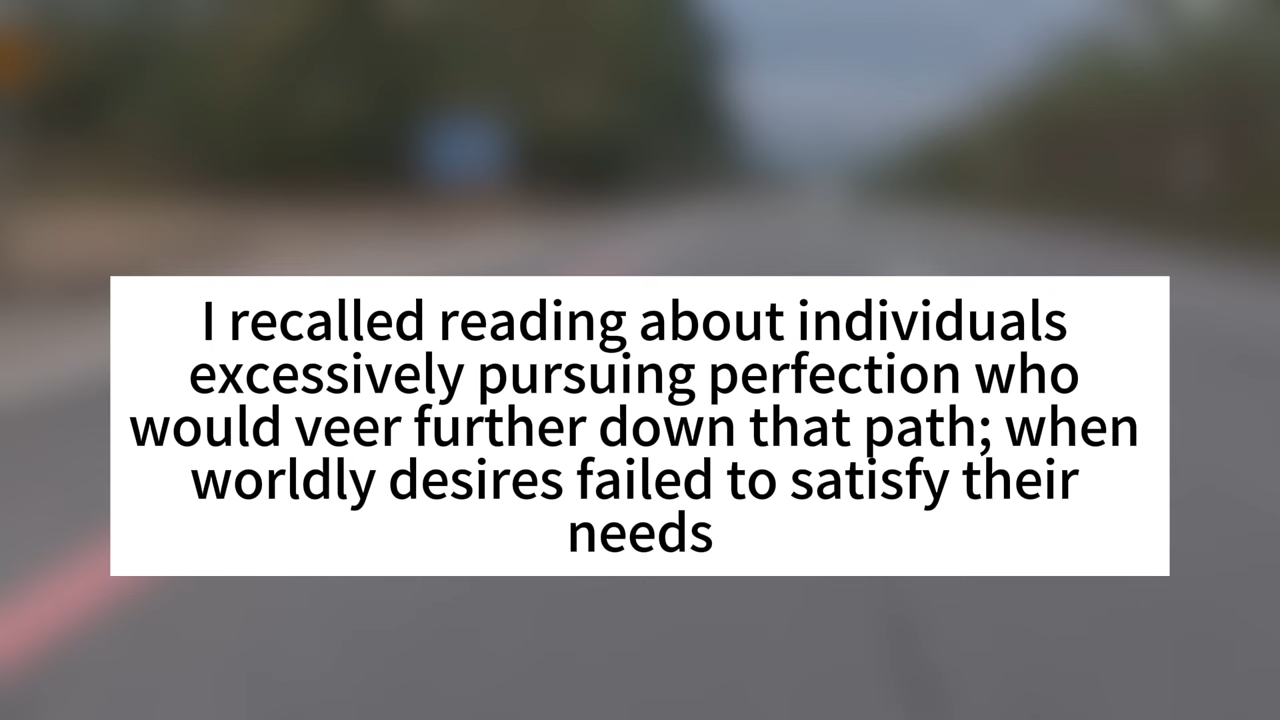 I recalled reading about individuals
excessively pursuing perfection who
would veer further down that path; when
worldly desires failed to satisfy their
needs